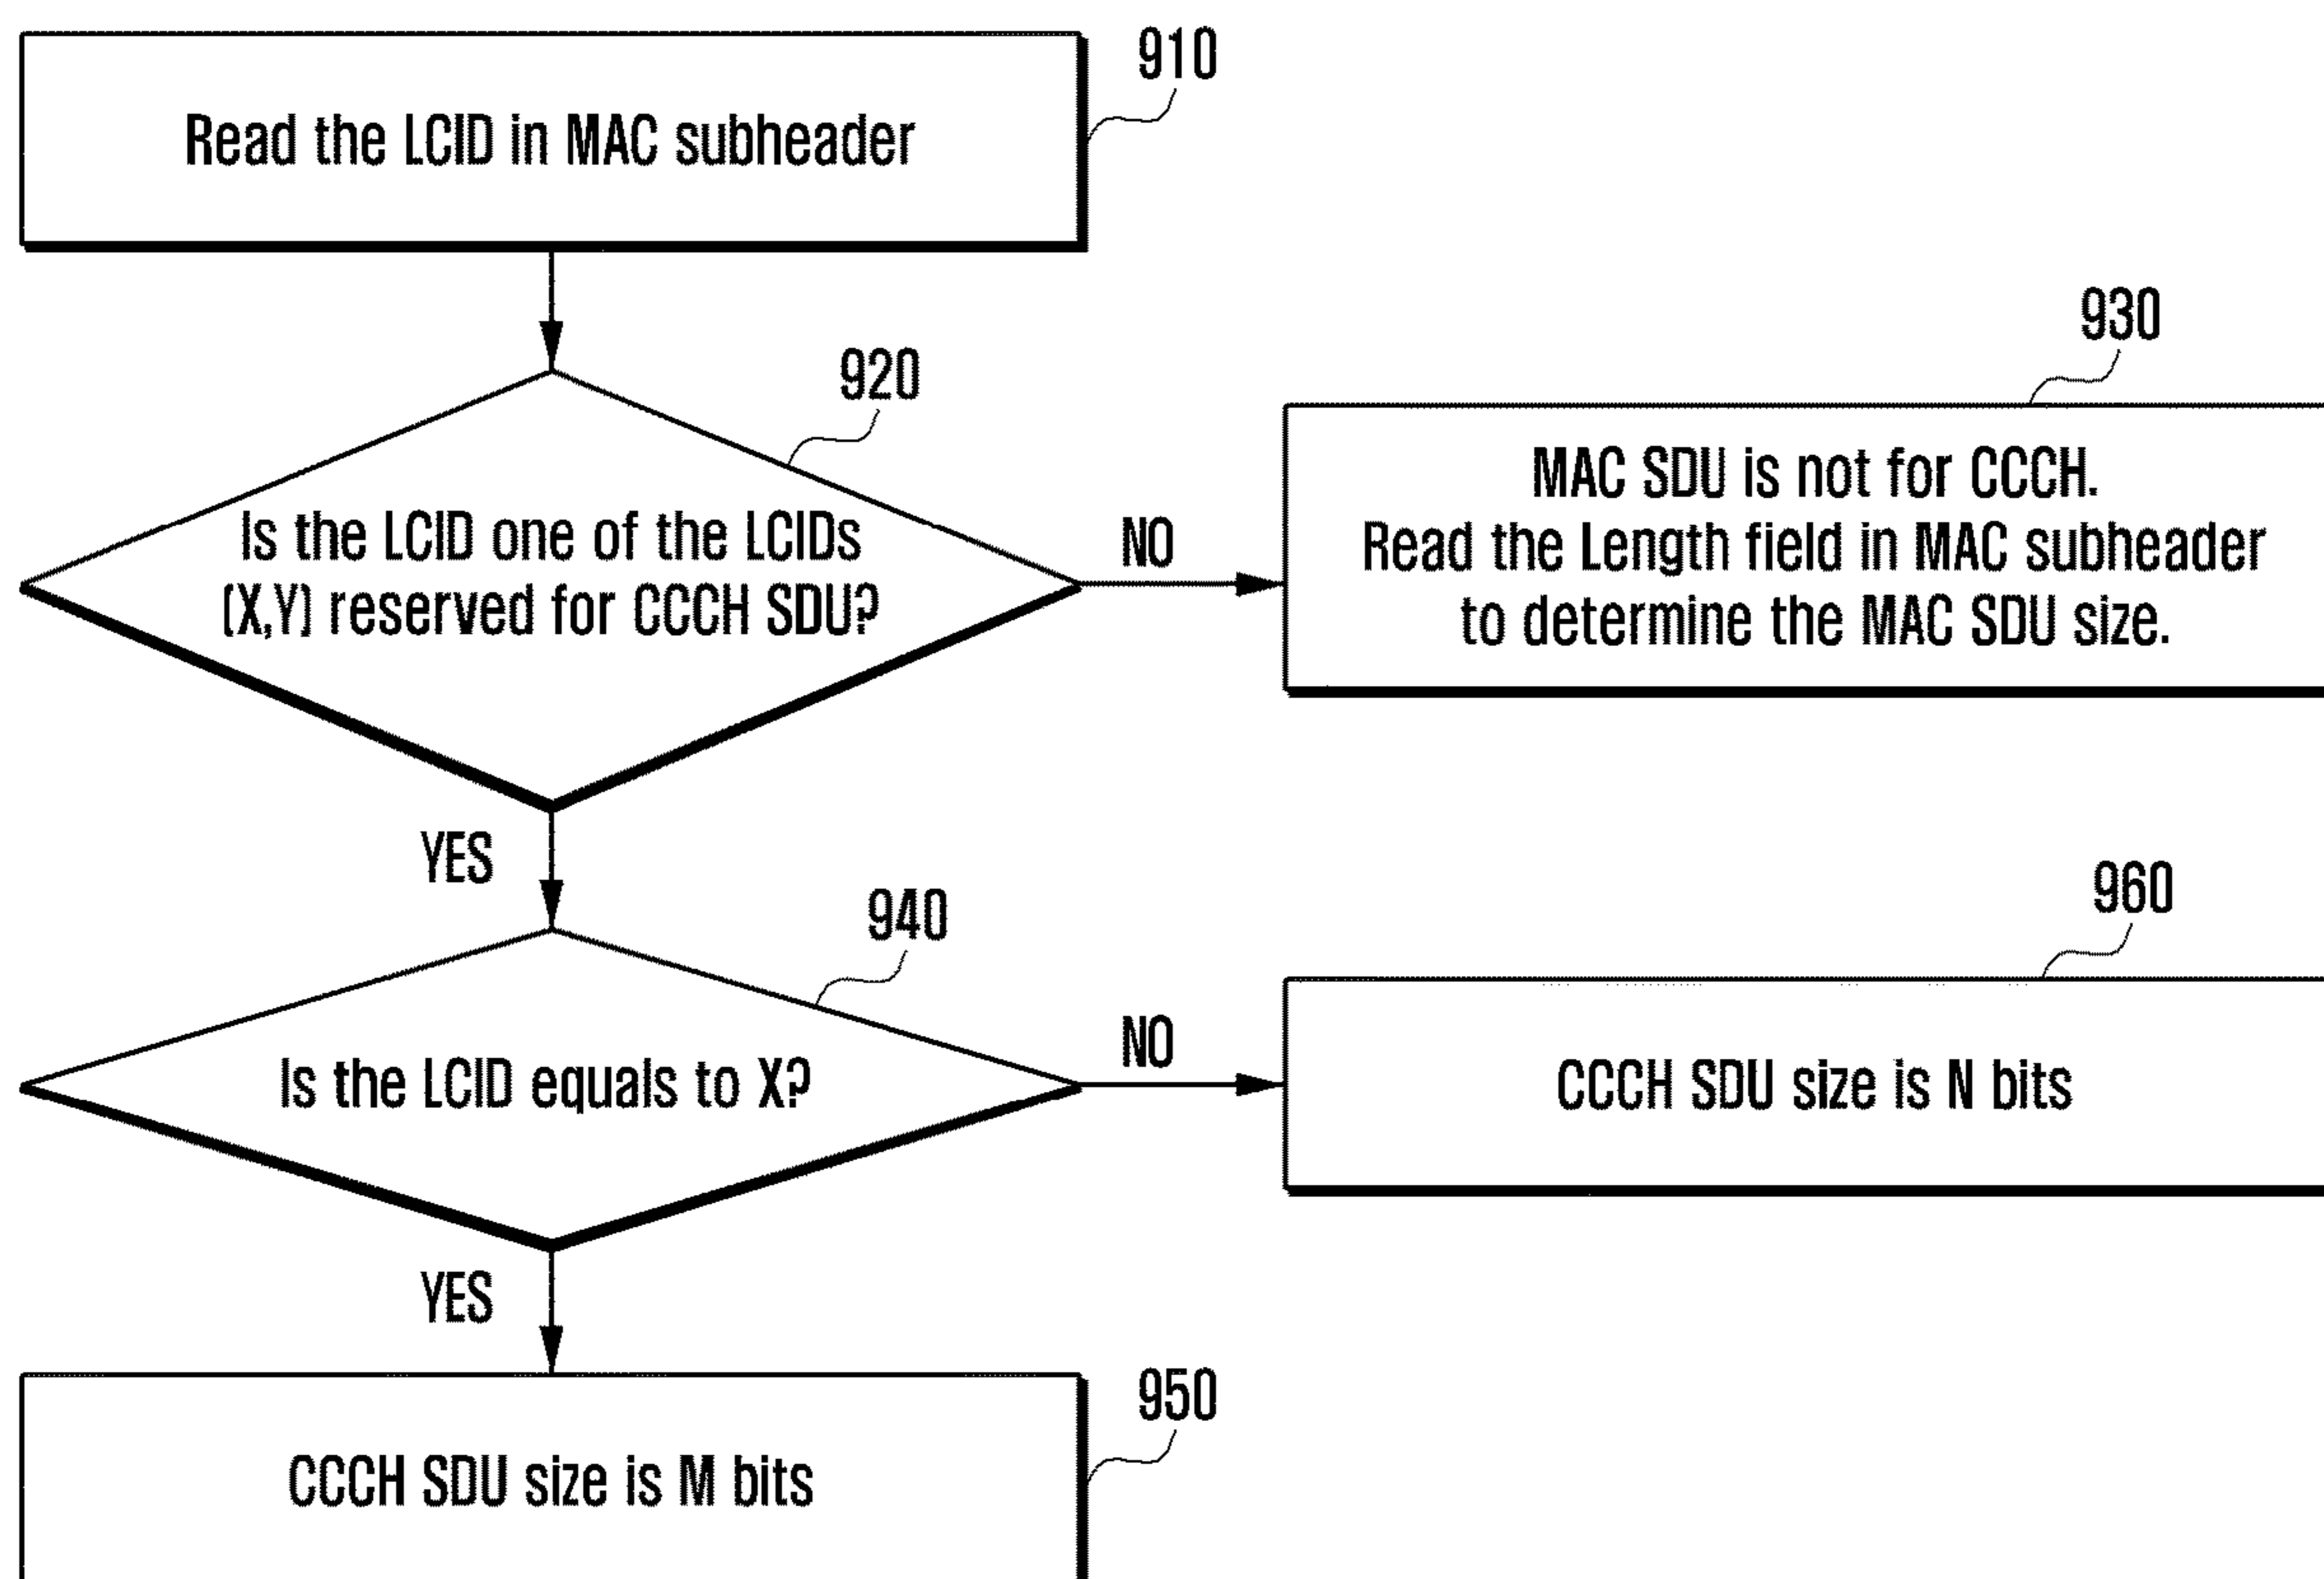 910
Read the LCID in MAC subheader
920
Is the LCID one of the LCIDs
(X,Y) reserved for CCCH SDU?
NO
930
MAC SDU is not for CCCH.
Read the Length field in MAC subheader
to determine the MAC SDU size.
YES
940
Is the LCID equals to X?
NO
960
CCCH SDU size is N bits
YES
950
CCCH SDU size is M bits